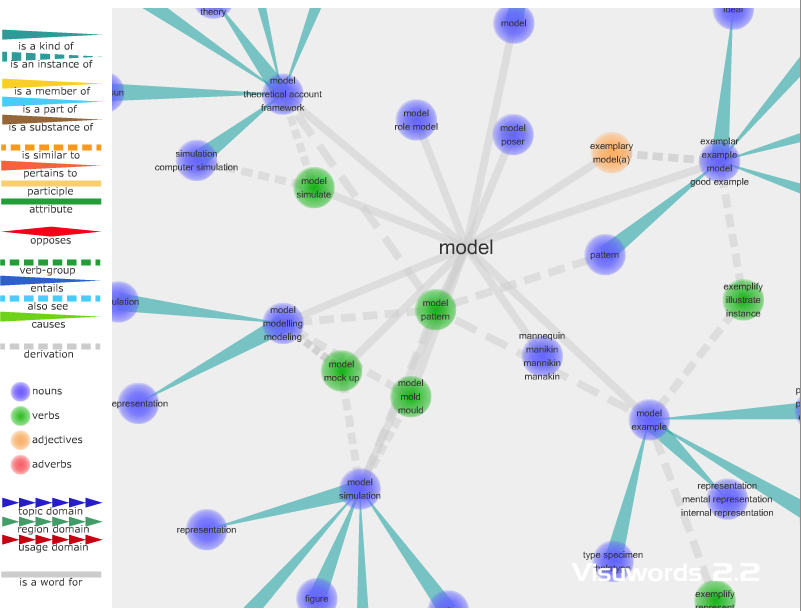 is a kind of
is an instance of
is a member of
is a part of
is a substance of
is similar to
pertains to
participle
attribute
opposes
verb-group
entails
also see
causes
derivation
nouns
verbs
adjectives
adverbs
topic domain
region domain
usage domain
is a word for
theory
model
model
theoretical account
framework
model
role model
model
poser
exemplary
model(a)
exemplar
example
model
good example
simulation
computer simulation
model
simulate
model
pattern
model
pattern
exemplify
illustrate
instance
model
modelling
modeling
mannequin
manikin
mannikin
manakin
model
mock up
model
mold
mould
epresentation
model
example
model
simulation
representation
mental representation
internal representation
representation
type specimen
figure
exemplify
represent
Visuwords 2.2